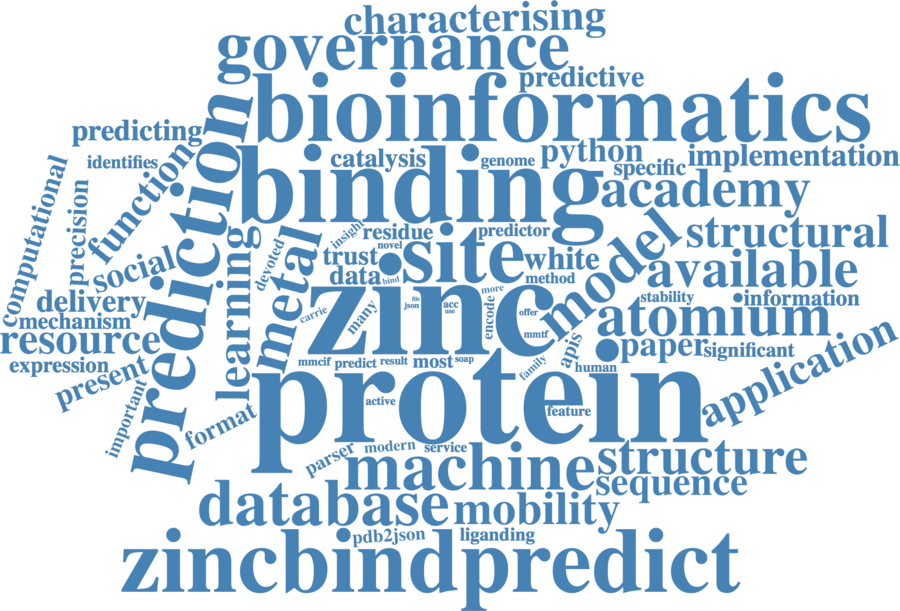 characterising
governance
predictive
bioinformatics
predicting
identifies
catalysis
genome
python
specific
implementation
prediction
function
binding
academy
computational
precision
learning
metal
devoted
insight
residue
novel
predictor
structural
trust
site
white
model
social
data
bind
method
available
delivery
mechanism
resource
expression
present
important
format
zinc
carrie
many
file
json
acc
use
encode
more
offer
mmtf
stability
information
atomium
apis
paper
significant
mmcif
predict
result
most
soap
family
human
application
protein
active
feature
parser
modern
service
machine
structure
sequence
database
mobility
pdb2json
liganding
zincbindpredict